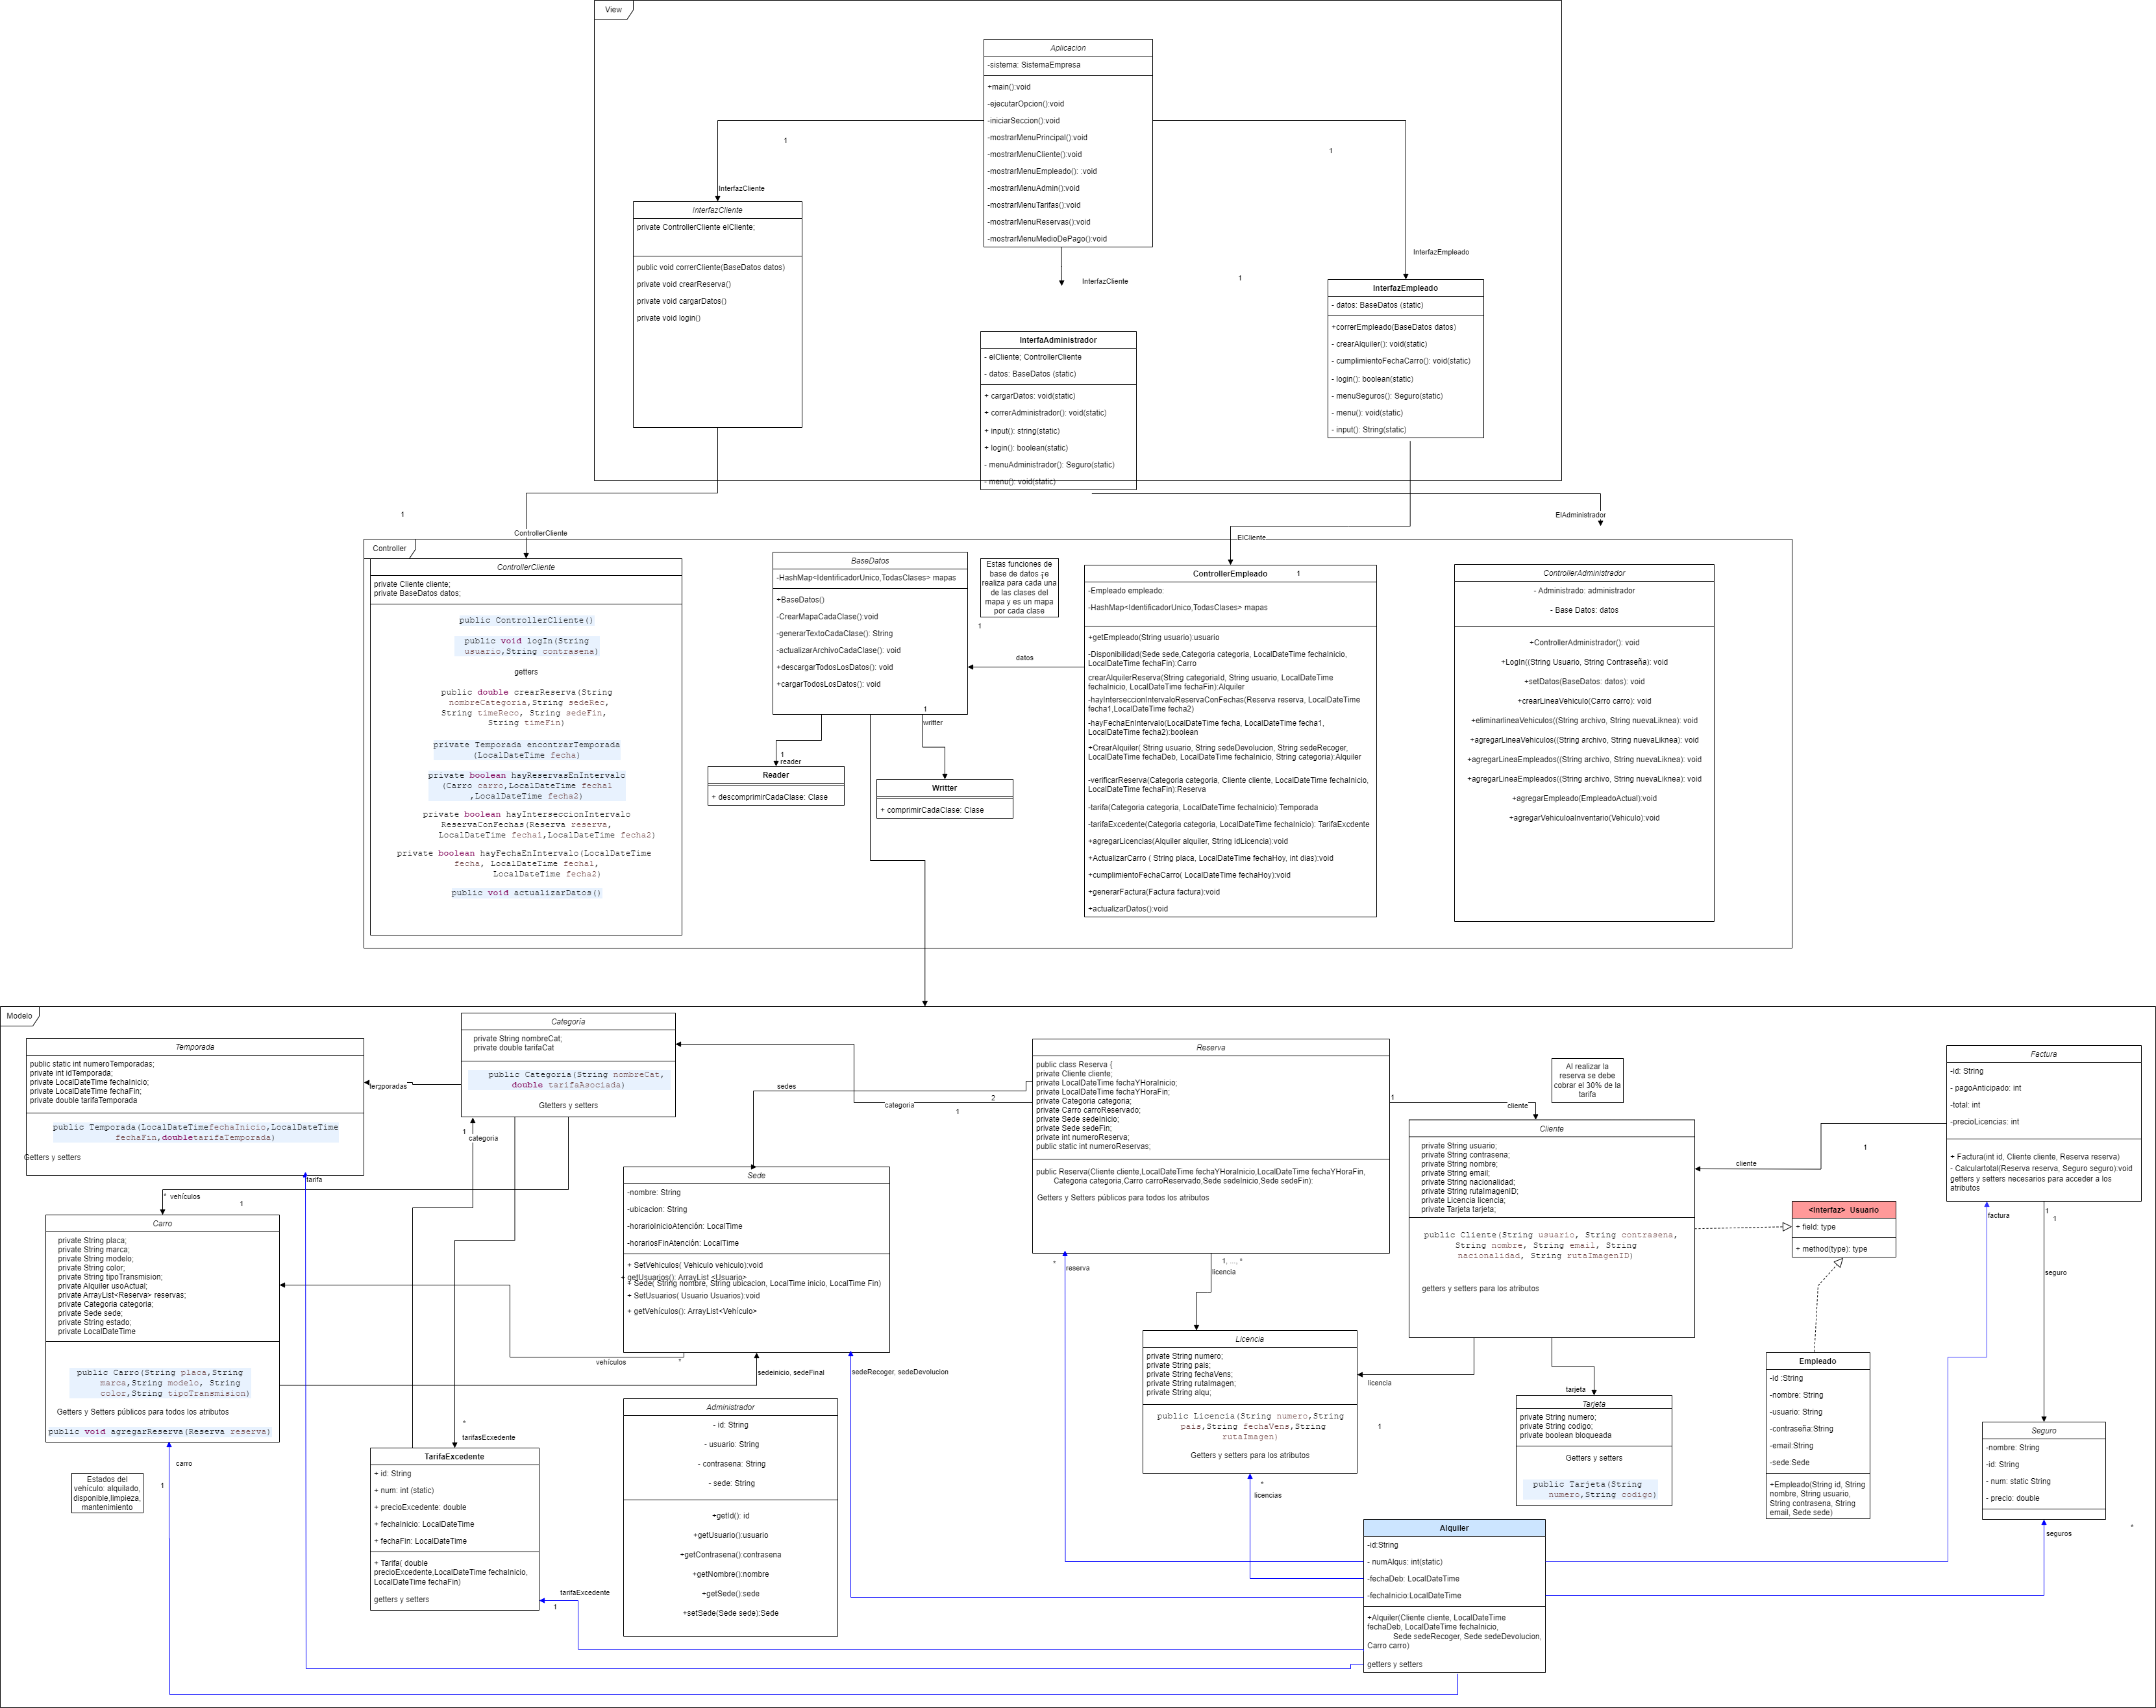 View
Aplicacion
-sistema: SistemaEmpresa
+main():void
-ejecutarOpcion():void
-iniciarSeccion():void
-mostrarMenuPrincipal():void
-mostrarMenuCliente():void
-mostrarMenuEmpleado(): :void
-mostrarMenuAdmin():void
-mostrarMenuTarifas():void
-mostrarMenuReservas():void
-mostrarMenuMedioDePago():void
1
1
InterfazCliente
InterfazCliente
private ControllerCliente elCliente;
public void correrCliente(BaseDatos datos)
private void crearReserva()
private void cargarDatos()
private void login()
InterfazCliente
1
InterfazEmpleado
InterfazEmpleado
- datos: BaseDatos (static)
+correrEmpleado(BaseDatos datos)
- crearAlquiler(): void(static)
- cumplimientoFechaCarro(): void(static)
- login(): boolean(static)
- menuSeguros(): Seguro(static)
- menu(): void(static)
- input(): String(static)
InterfaAdministrador
- elCliente; ControllerCliente
- datos: BaseDatos (static)
+ cargarDatos: void(static)
+ correrAdministrador(): void(static)
+ input(): string(static)
+ login(): boolean(static)
- menuAdministrador(): Seguro(static)
- menu(): void(static)
1
ControllerCliente
ElCliente
ElAdministrador
Controller
ControllerCliente
private Cliente cliente;
private BaseDatos datos;
public ControllerCliente()
public void logIn(String
usuario,String contrasena)
getters
public double crearReserva(String
nombreCategoria,String sedeRec,
String timeReco, String sedeFin,
String timeFin)
private Temporada encontrarTemporada
(LocalDateTime fecha)
private boolean hayReservasEnIntervalo
(Carro carro,LocalDateTime fecha1
,LocalDateTime fecha2)
private boolean hayInterseccionIntervalo
ReservaConFechas(Reserva reserva,
LocalDateTime fecha1,LocalDateTime fecha2)
private boolean hayFechaEnIntervalo(LocalDateTime
fecha, LocalDateTime fecha1,
LocalDateTime fecha2)
public void actualizarDatos()
BaseDatos
-HashMap<IdentificadorUnico,TodasClases> mapas
+BaseDatos()
-CrearMapaCadaClase():void
-generarTextoCadaClase(): String
-actualizarArchivoCadaClase(): void
+descargarTodosLosDatos(): void
+cargarTodosLosDatos(): void
Estas funciones de
base de datos se
realiza para cada una
de las clases del
mapa y es un mapa
por cada clase
1
datos
1
writter
1
reader
Reader
+ descomprimirCadaClase: Clase
Writter
+ comprimirCadaClase: Clase
ControllerEmpleado
1
-Empleado empleado:
-HashMap<IdentificadorUnico,TodasClases> mapas
+getEmpleado(String usuario):usuario
-Disponibilidad(Sede sede,Categoria categoria, LocalDateTime fechaInicio,
LocalDateTime fechaFin):Carro
crearAlquilerReserva(String categoriaId, String usuario, LocalDateTime
fechaInicio, LocalDateTime fechaFin):Alquiler
-hayInterseccionIntervaloReservaConFechas(Reserva reserva, LocalDateTime
fecha1,LocalDateTime fecha2)
-hayFechaEnIntervalo(LocalDateTime fecha, LocalDateTime fecha1,
LocalDateTime fecha2):boolean
+CrearAlquiler( String usuario, String sedeDevolucion, String sedeRecoger,
LocalDateTime fechaDeb, LocalDateTime fechaInicio, String categoria):Alquiler
-verificarReserva(Categoria categoria, Cliente cliente, LocalDateTime fechaInicio,
LocalDateTime fechaFin):Reserva
-tarifa(Categoria categoria, LocalDateTime fechaInicio):Temporada
-tarifaExcedente(Categoria categoria, LocalDateTime fechaInicio): TarifaExcdente
+agregarLicencias(Alquiler alquiler, String idLicencia):void
+ActualizarCarro ( String placa, LocalDateTime fechaHoy, int dias):void
+cumplimientoFechaCarro( LocalDateTime fechaHoy):void
+generarFactura(Factura factura):void
+actualizarDatos():void
ControllerAdministrador
- Administrado: administrador
- Base Datos: datos
+ControllerAdministrador(): void
+LogIn((String Usuario, String Contraseña): void
+setDatos(BaseDatos: datos): void
+crearLineaVehiculo(Carro carro): void
+eliminarlineaVehiculos((String archivo, String nuevaLiknea): void
+agregarLineaVehiculos((String archivo, String nuevaLiknea): void
+agregarLineaEmpleados((String archivo, String nuevaLiknea): void
+agregarLineaEmpleados((String archivo, String nuevaLiknea): void
+agregarEmpleado(EmpleadoActual):void
+agregarVehiculoaInventario(Vehiculo):void
Modelo
Temporada
public static int numeroTemporadas;
private int idTemporada;
private LocalDateTime fechaInicio;
private LocalDateTime fechaFin;
private double tarifaTemporada
public Temporada(LocalDateTimefechaInicio,LocalDateTime
fechaFin,doubletarifaTemporada)
Getters y setters
temporadas
tarifa
Categoría
private String nombreCat;
private double tarifaCat
public Categoria(String nombreCat,
double tarifaAsociada)
Gtetters y setters
1
categoria
* vehículos
1
sedes
2
categoria
1
Carro
private String placa;
private String marca;
private String modelo;
private String color;
private String tipoTransmision;
private Alquiler usoActual;
private ArrayList<Reserva> reservas;
private Categoria categoria;
private Sede sede;
private String estado;
private LocalDateTime
public Carro(String placa,String
marca,String modelo, String
color,String tipoTransmision)
Getters y Setters públicos para todos los atributos
public void agregarReserva(Reserva reserva)
carro
1
Estados del
vehículo: alquilado,
disponible,limpieza,
mantenimiento
Sede
-nombre: String
-ubicacion: String
-horarioInicioAtención: LocalTime
-horariosFinAtención: LocalTime
+ SetVehiculos( Vehiculo vehiculo):void
+ getUsuarios(): ArrayList <Usuario>
+ Sede( String nombre, String ubicacion, LocalTime inicio, LocalTime Fin)
+ SetUsuarios( Usuario Usuarios):void
+ getVehículos(): ArrayList<Vehículo>
vehículos
*
sedeinicio, sedeFinal
sedeRecoger, sedeDevolucion
*
tarifasEcxedente
TarifaExcedente
+ id: String
+ num: int (static)
+ precioExcedente: double
+ fechaInicio: LocalDateTime
+ fechaFin: LocalDateTime
+ Tarifa( double
precioExcedente,LocalDateTime fechaInicio,
LocalDateTime fechaFin)
getters y setters
tarifaExcedente
1
Administrador
- id: String
- usuario: String
- contrasena: String
- sede: String
+getId(): id
+getUsuario():usuario
+getContrasena():contrasena
+getNombre():nombre
+getSede():sede
+setSede(Sede sede):Sede
Reserva
public class Reserva {
private Cliente cliente;
private LocalDateTime fechaYHoraInicio;
private LocalDateTime fechaYHoraFin;
private Categoria categoria;
private Carro carroReservado;
private Sede sedeInicio;
private Sede sedeFin;
private int numeroReserva;
public static int numeroReservas;
public Reserva(Cliente cliente,LocalDateTime fechaYHoraInicio,LocalDateTime fechaYHoraFin,
Categoria categoria,Carro carroReservado,Sede sedeInicio,Sede sedeFin):
Getters y Setters públicos para todos los atributos
*
reserva
1, ..., *
licencia
1
cliente
Al realizar la
reserva se debe
cobrar el 30% de la
tarifa
Cliente
private String usuario;
private String contrasena;
private String nombre;
private String email;
private String nacionalidad;
private String rutaImagenID;
private Licencia licencia;
private Tarjeta tarjeta;
public Cliente(String usuario, String contrasena,
String nombre, String email, String
nacionalidad, String rutaImagenID)
getters y setters para los atributos
cliente
1
Licencia
private String numero;
private String pais;
private String fechaVens;
private String rutaImagen;
private String alqu;
public Licencia(String numero,String
pais,String fechaVens,String
rutaImagen)
Getters y setters para los atributos
licencia
1
*
licencias
tarjeta
Tarjeta
private String numero;
private String codigo;
private boolean bloqueada
Getters y setters
public Tarjeta(String
numero,String codigo)
Factura
-id: String
- pagoAnticipado: int
-total: int
-precioLicencias: int
+ Factura(int id, Cliente cliente, Reserva reserva)
- Calculartotal(Reserva reserva, Seguro seguro):void
getters y setters necesarios para acceder a los
atributos
factura
1
1
seguro
<Interfaz> Usuario
+ field: type
+ method(type): type
Empleado
-id :String
-nombre: String
-usuario: String
-contraseña:String
-email:String
-sede:Sede
+Empleado(String id, String
nombre, String usuario,
String contrasena, String
email, Sede sede)
Seguro
-nombre: String
-id: String
- num: static String
- precio: double
seguros
*
Alquiler
-id:String
- numAlqus: int(static)
-fechaDeb: LocalDateTime
-fechaInicio:LocalDateTime
+Alquiler(Cliente cliente, LocalDateTime
fechaDeb, LocalDateTime fechaInicio,
Sede sedeRecoger, Sede sedeDevolucion,
Carro carro)
getters y setters